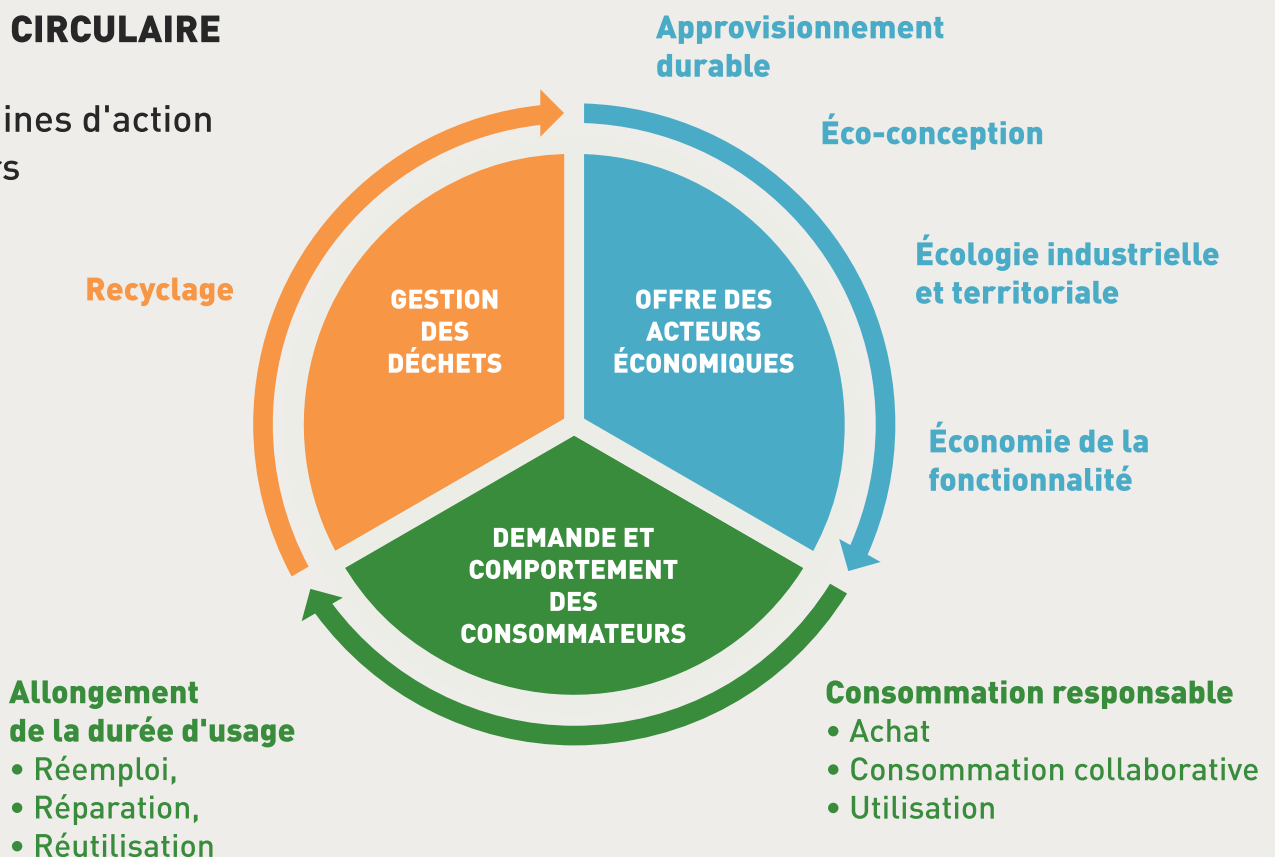 CIRCULAIRE
ines d'action
rs
Approvisionnement
durable
Éco-conception
Écologie industrielle
et territoriale
Économie de la
fonctionnalité
Recyclage
GESTION
DES
DÉCHETS
OFFRE DES
ACTEURS
ÉCONOMIQUES
DEMANDE ET
COMPORTEMENT
DES
CONSOMMATEURS
Consommation responsable
• Achat
• Consommation collaborative
• Utilisation
Allongement
de la durée d'usage
• Réemploi,
• Réparation,
• Réutilisation